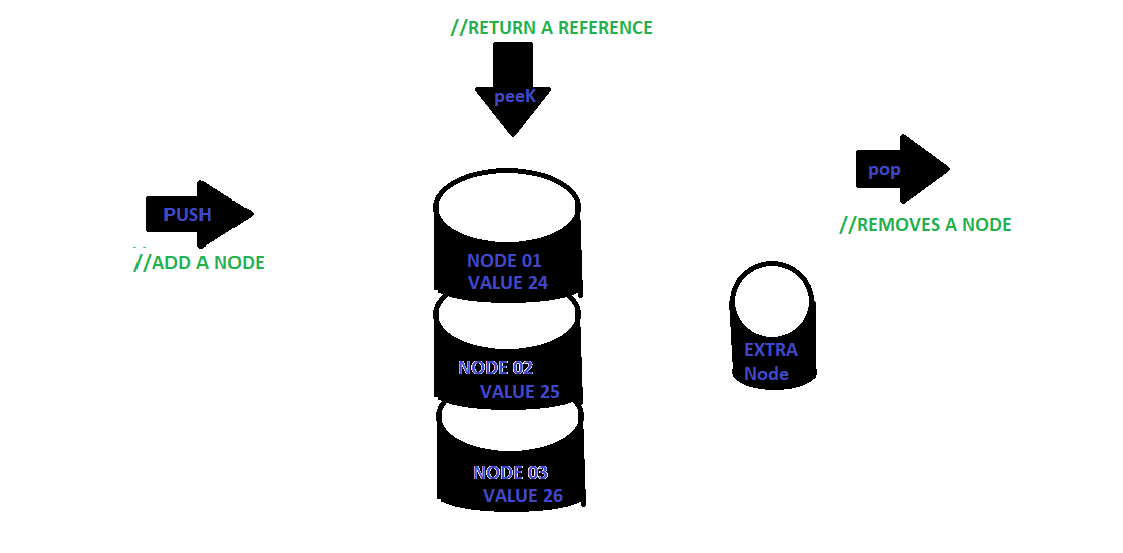 //RETURN A REFERENCE
peeK
pop
PUSH
//REMOVES A NODE
//ADD A NODE
NODE 01
VALUE 24
EXTRA
Node
NODE 02
VALUE 25
NODE 03
VALUE 26